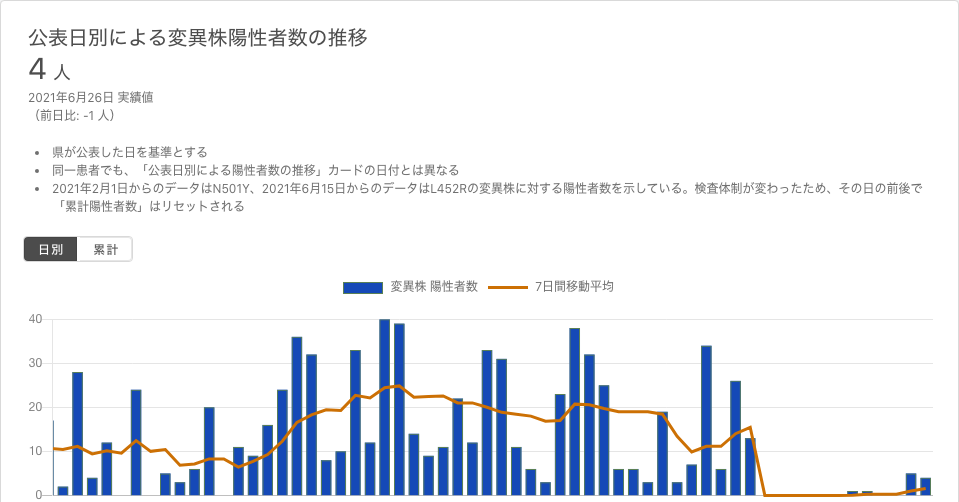 公表日別による変異株陽性者数の推移
4 人
2021年6月26日 実績値
（前日比: -1 人）
• 県が公表した日を基準とする
• 同一患者でも、「公表日別による陽性者数の推移」カードの日付とは異なる
• 2021年2月1日からのデータはN501Y、2021年6月15日からのデータはL452Rの変異株に対する陽性者数を示している。検査体制が変わったため、その日の前後で
「累計陽性者数」はリセットされる
日別 累計
変異株 陽性者数 7日間移動平均
40
30
20
10
0